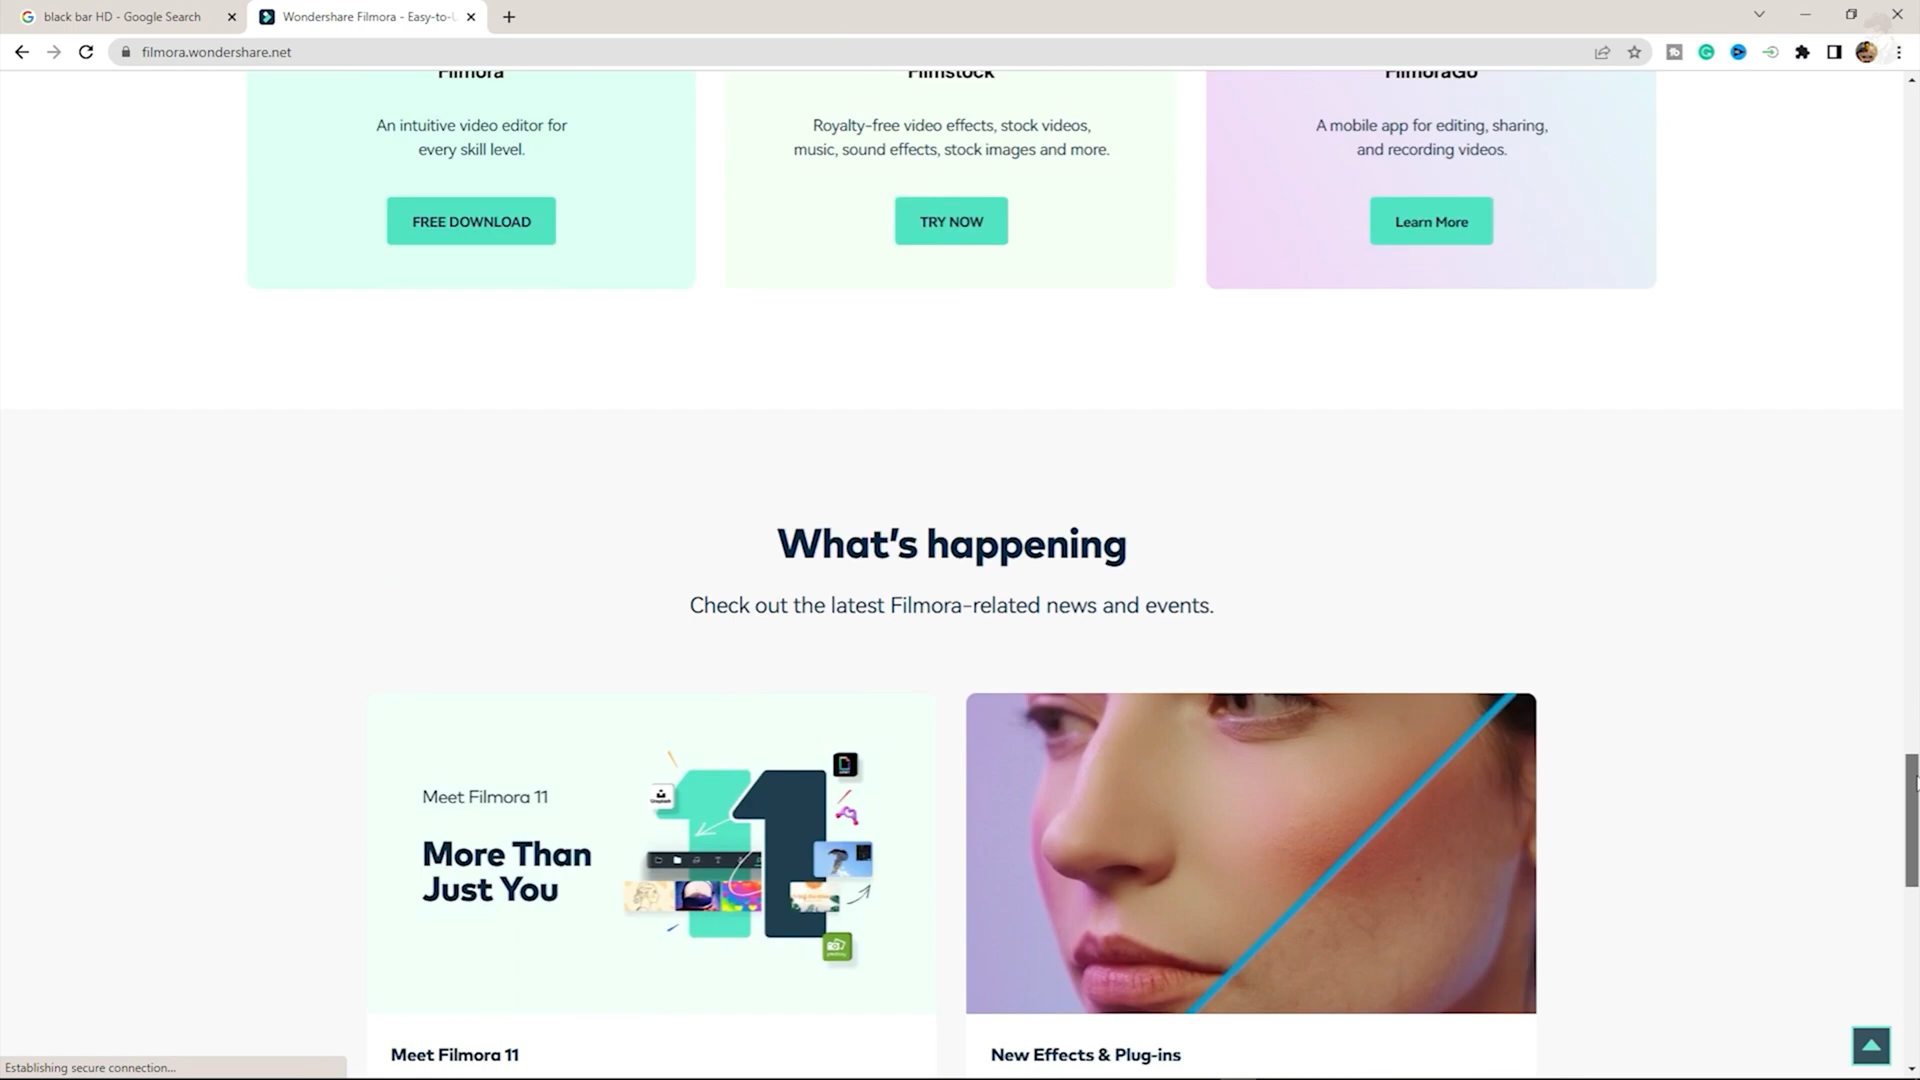 black bar HD - Google Search
Wondershare Filmora - Easy-to-
filmora.wondershare.net
Filmora
Filmstock
FilmoraGo
An intuitive video editor for
every skill level.
Royalty-free video effects, stock videos,
music, sound effects, stock images and more.
A mobile app for editing, sharing,
and recording videos.
FREE DOWNLOAD
TRY NOW
Learn More
What's happening
Check out the latest Filmora-related news and events.
Meet Filmora 11
More Than
Just You
Meet Filmora 11
New Effects & Plug-ins
Establishing secure connection...